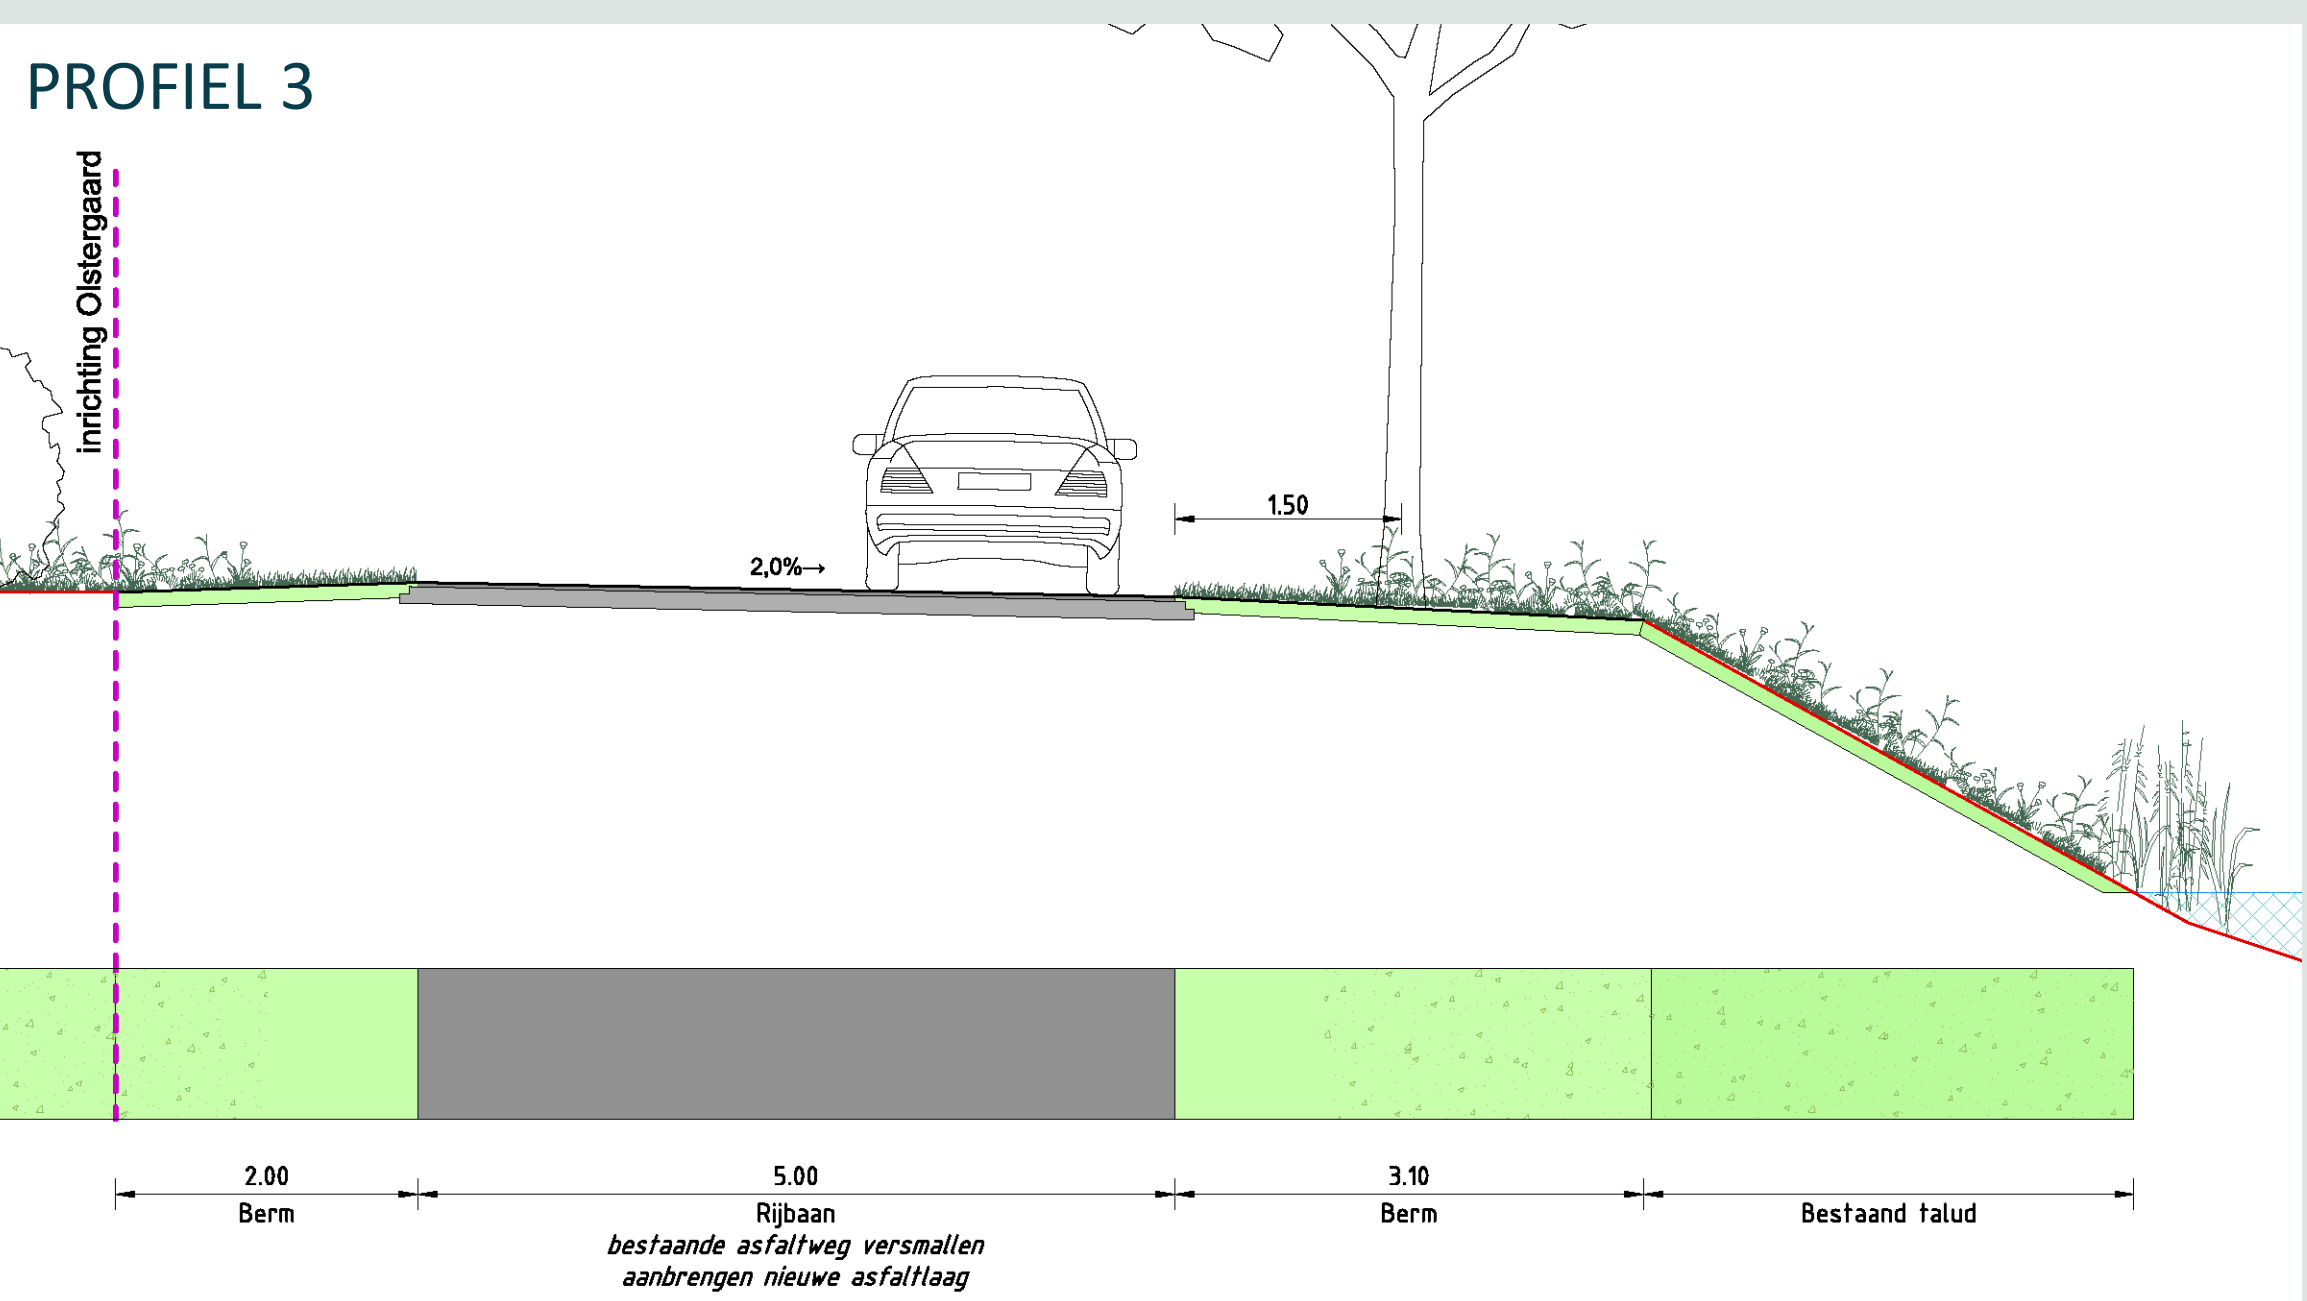 PROFIEL 3
inrichting Olstergaard
1.50
2,0%→
2.00
5.00
3.10
Berm
Rijbaan
Berm
Bestaand talud
bestaande asfaltweg versmallen
aanbrengen nieuwe asfaltlaag